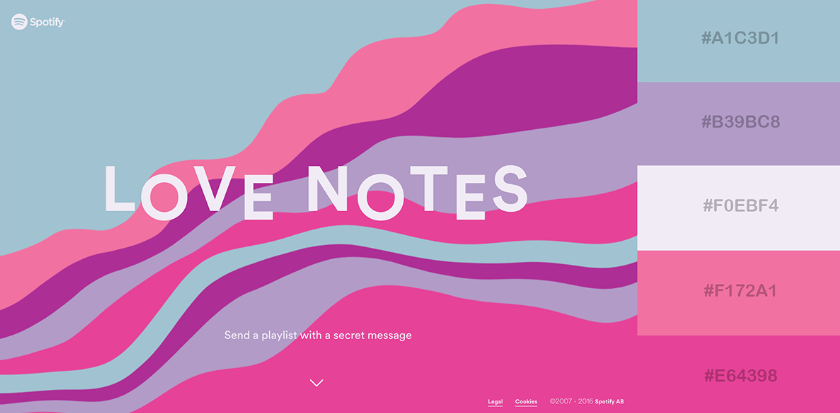 Spotify
LOVE NOTES
Send a playlist with a secret message
Legal Cookies ©2007 - 2016 Spotify AB
#A1C3D1
#B39BC8
#F0EBF4
#F172A1
#E64398